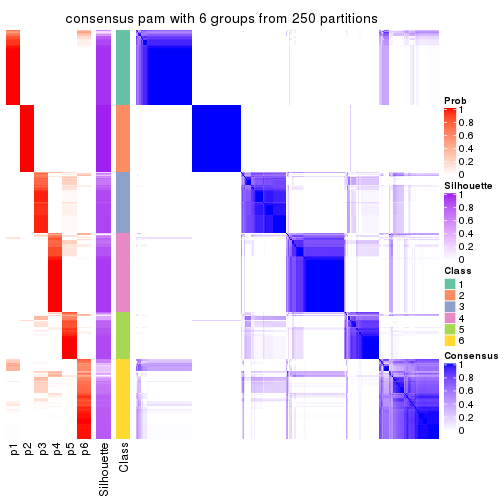 consensus pam with 6 groups from 250 partitions
Prob
1
0.8
0.6
0.4
0.2
0
Silhouette
1
0.8
0.6
0.4
0.2
0
Class
1
2
3
4
5
6
Consensus
1
0.8
0.6
0.4
0.2
0
p1
p2
p3
p4
p5
p6
Silhouette
Class